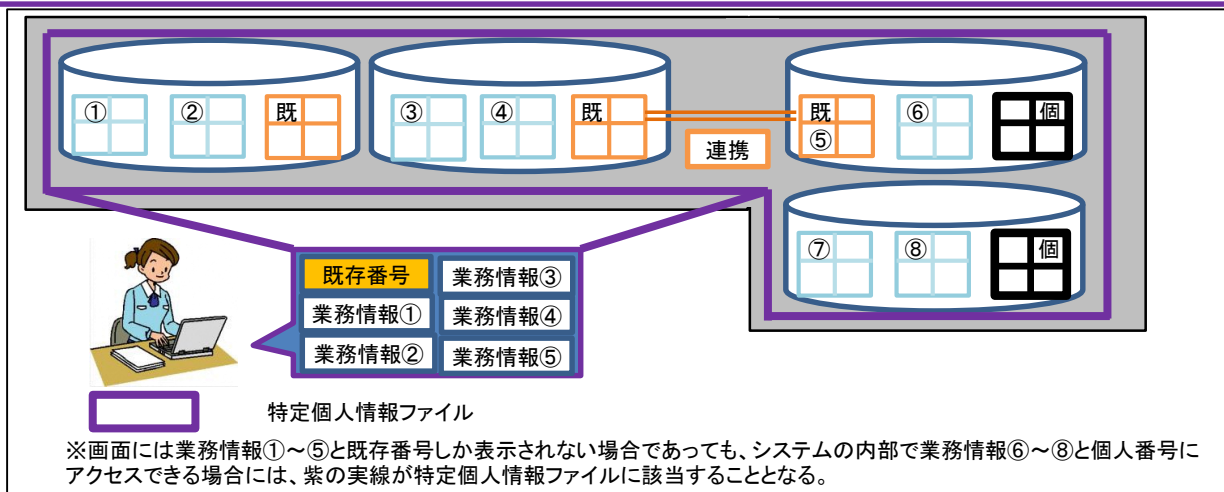 ① ② 既 ③ ④ 既 既 ⑥ 個
連携 ⑤
⑦ ⑧ 個
既存番号 業務情報③
業務情報① 業務情報④
業務情報② 業務情報⑤
特定個人情報ファイル
※画面には業務情報①~⑤と既存番号しか表示されない場合であっても、システムの内部で業務情報⑥~⑧と個人番号に
アクセスできる場合には、紫の実線が特定個人情報ファイルに該当することとなる。